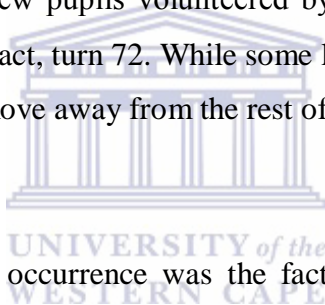 ew pupils volunteered by
act, turn 72. While some
ove away from the rest of
UNIVERSITY of the
occurrence was the fact
WESTERN CAPE